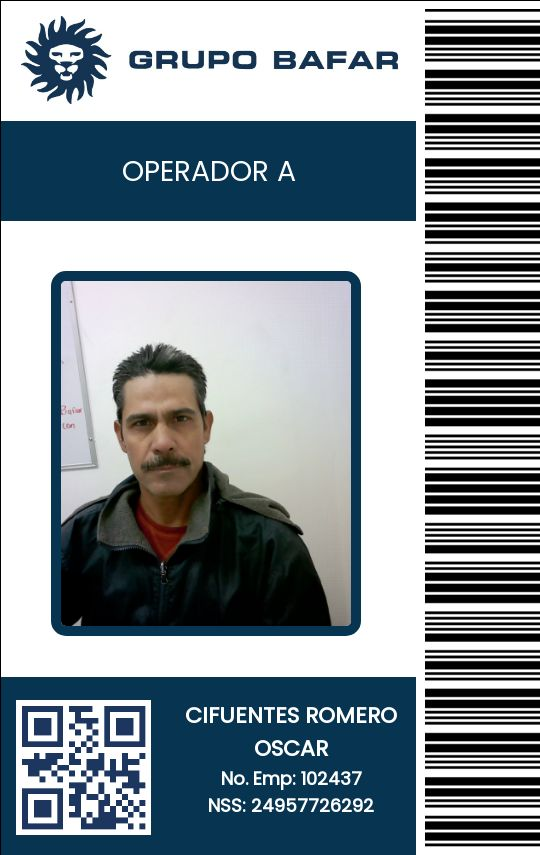 GRUPO BAFAR
OPERADOR A
CIFUENTES ROMERO
OSCAR
No. Emp: 102437
NSS: 24957726292